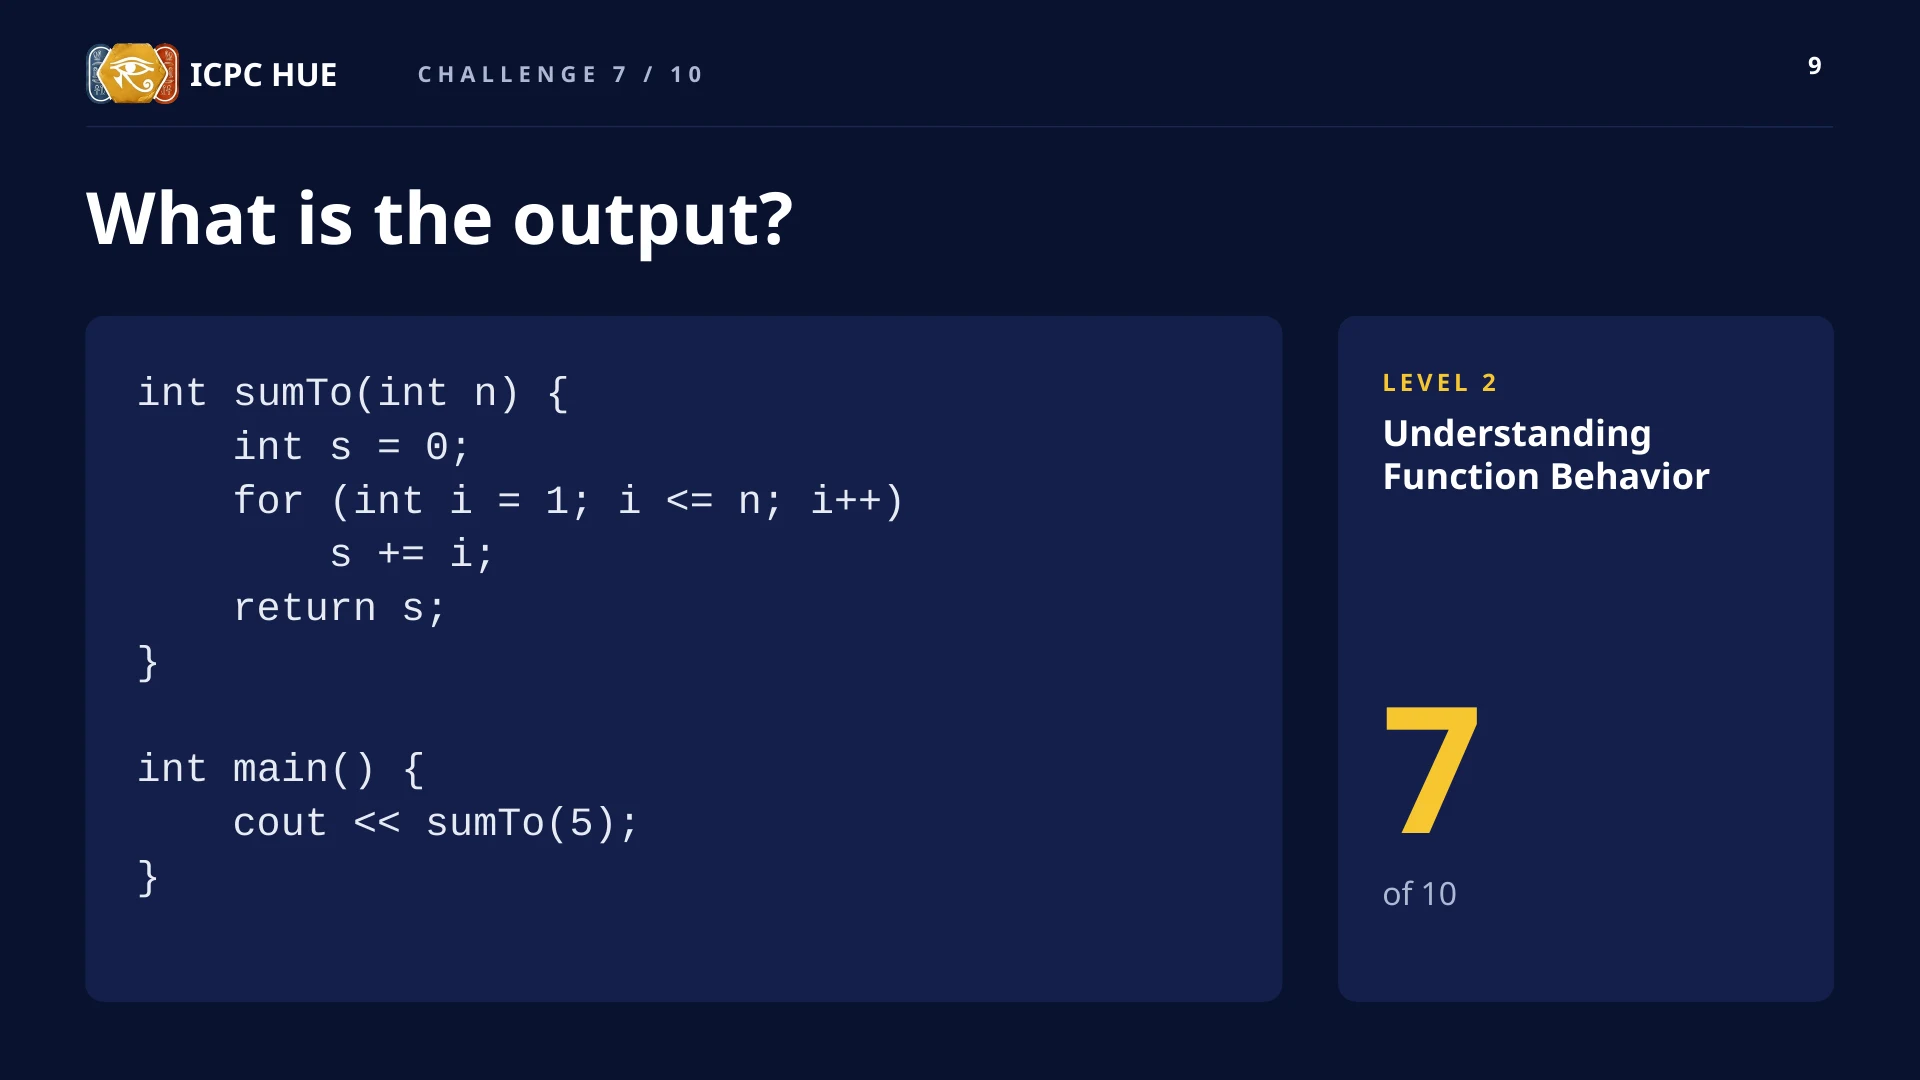 ICPC HUE
CHALLENGE 7 / 10
9
What is the output?
int sumTo(int n) {
    int s = 0;
    for (int i = 1; i <= n; i++)
        s += i;
    return s;
}

int main() {
    cout << sumTo(5);
}
LEVEL 2
Understanding
Function Behavior
7
of 10